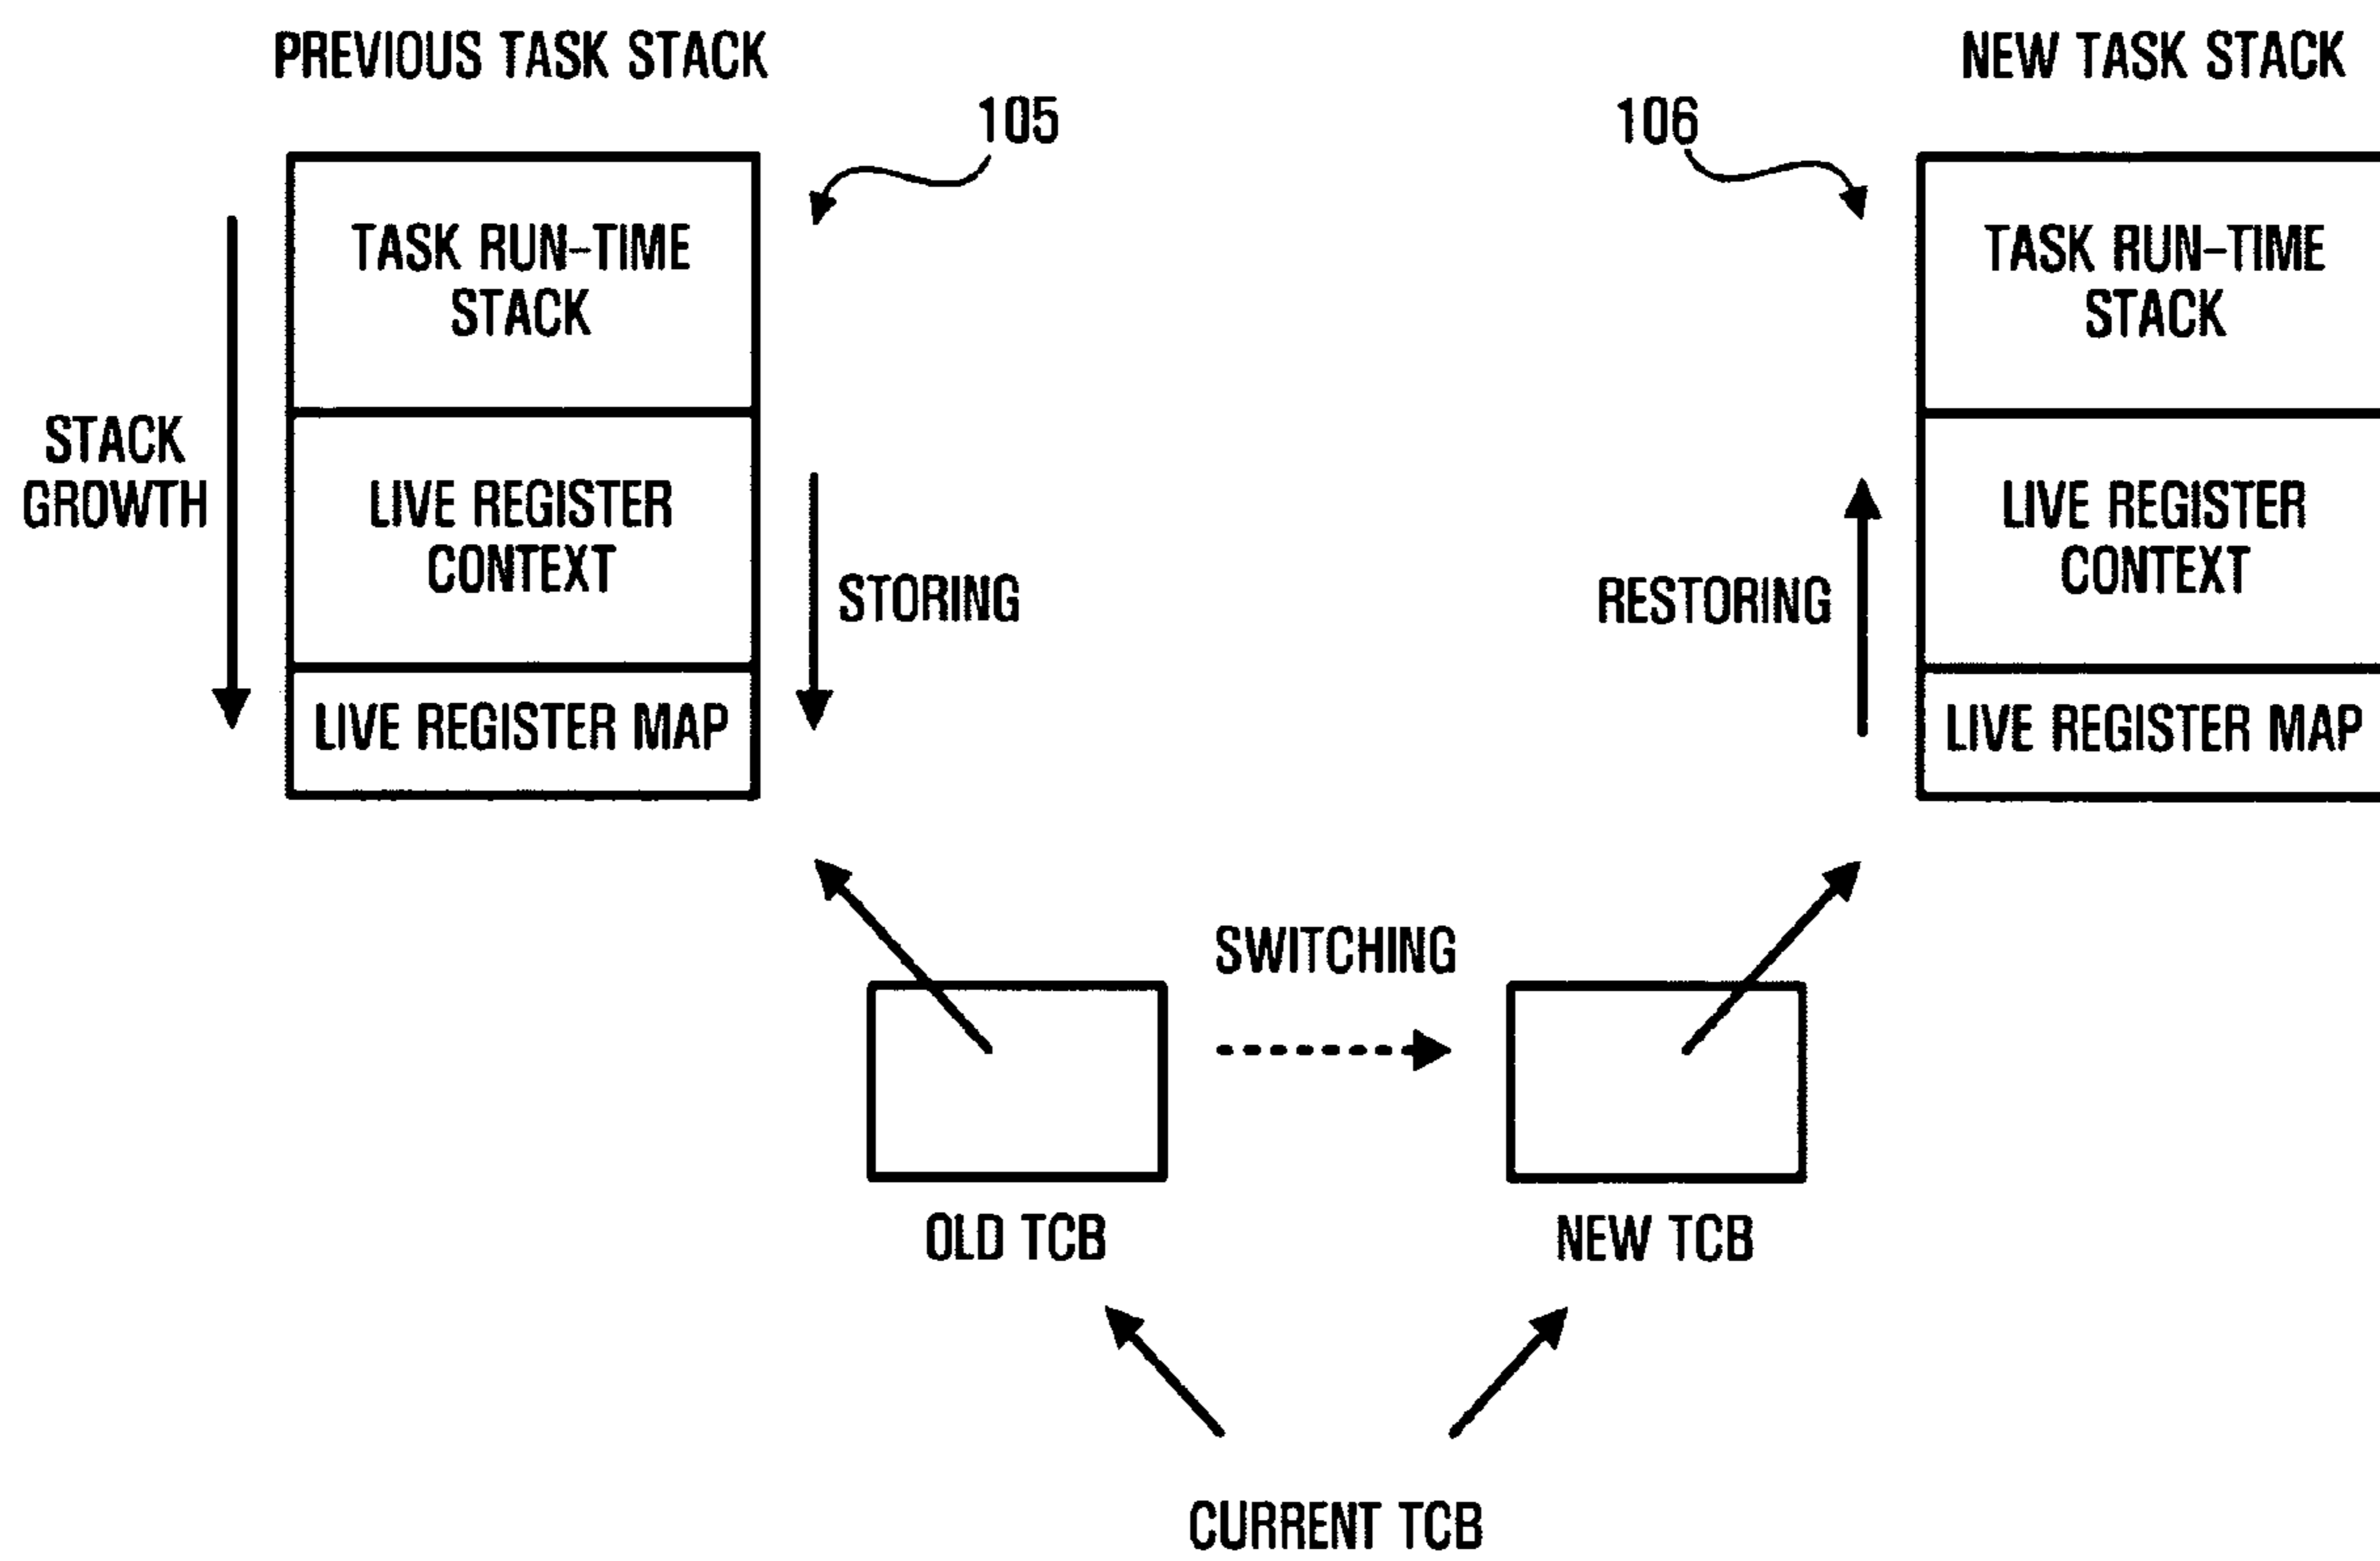 PREVIOUS TASK STACK
NEW TASK STACK
105
106
TASK RUN-TIME
STACK
TASK RUN-TIME
STACK
STACK
GROWTH
LIVE REGISTER
CONTEXT
STORING
RESTORING
LIVE REGISTER
CONTEXT
LIVE REGISTER MAP
LIVE REGISTER MAP
SWITCHING
OLD TCB
NEW TCB
CURRENT TCB